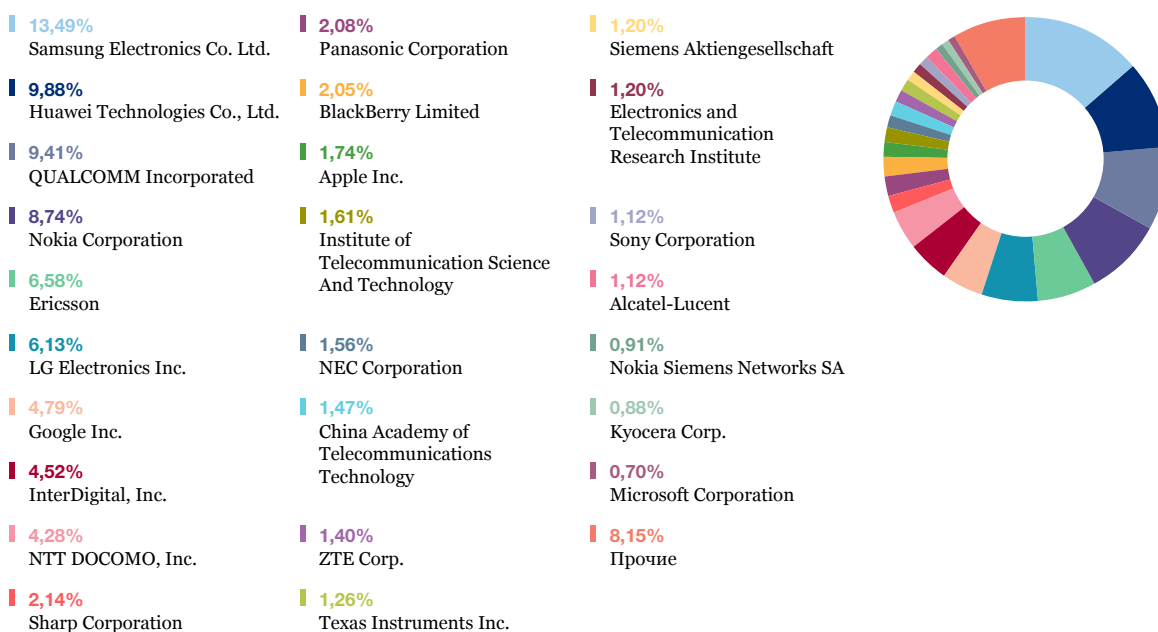 13,49%
Samsung Electronics Co. Ltd.
9,88%
Huawei Technologies Co., Ltd.
9,41%
QUALCOMM Incorporated
8,74%
Nokia Corporation
6,58%
Ericsson
6,13%
LG Electronics Inc.
4,79%
Google Inc.
4,52%
InterDigital, Inc.
4,28%
NTT DOCOMO, Inc.
2,14%
Sharp Corporation
2,08%
Panasonic Corporation
2,05%
BlackBerry Limited
1,74%
Apple Inc.
1,61%
Institute of
Telecommunication Science
And Technology
1,56%
NEC Corporation
1,47%
China Academy of
Telecommunications
Technology
1,40%
ZTE Corp.
1,26%
Texas Instruments Inc.
1,20%
Siemens Aktiengesellschaft
1,20%
Electronics and
Telecommunication
Research Institute
1,12%
Sony Corporation
1,12%
Alcatel-Lucent
0,91%
Nokia Siemens Networks SA
0,88%
Kyocera Corp.
0,70%
Microsoft Corporation
8,15%
Прочие